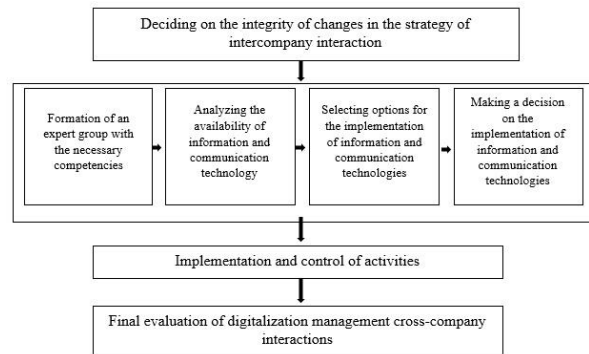 Deciding on the integrity of changes in the strategy of
intercompany interaction
Formation of an
expert group with
the necessary
competencies
Analyzing the
availability of
information and
communication
technology
Selecting options for
the implementation
of information and
communication
technologies
Making a decision
on the
implementation of
information and
communication
technologies
Implementation and control of activities
Final evaluation of digitalization management cross-company
interactions